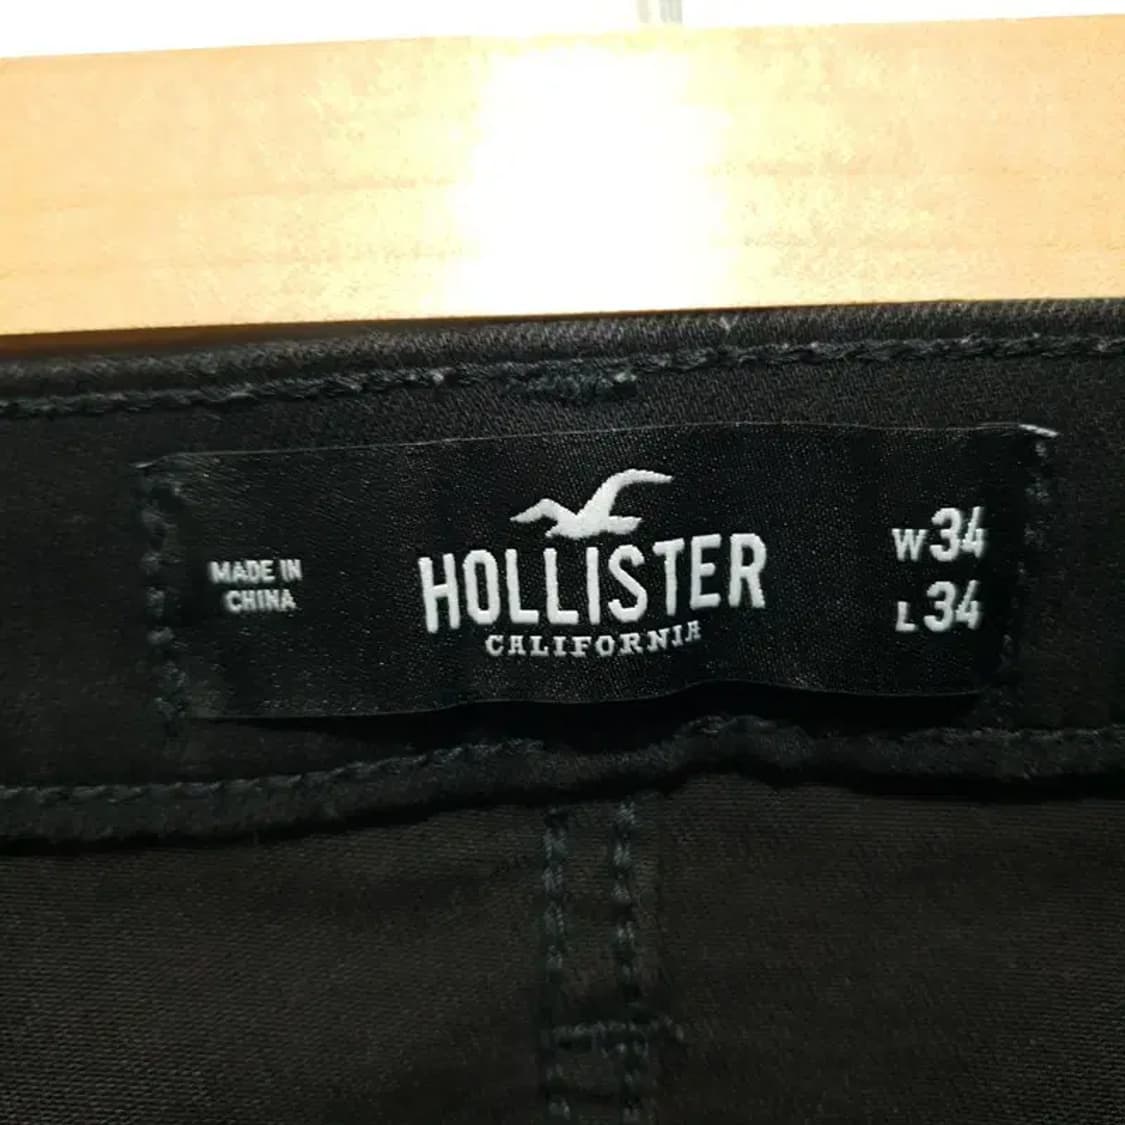 MADE IN
CHINA
HOLLISTER
CALIFORNIA
W34
L34